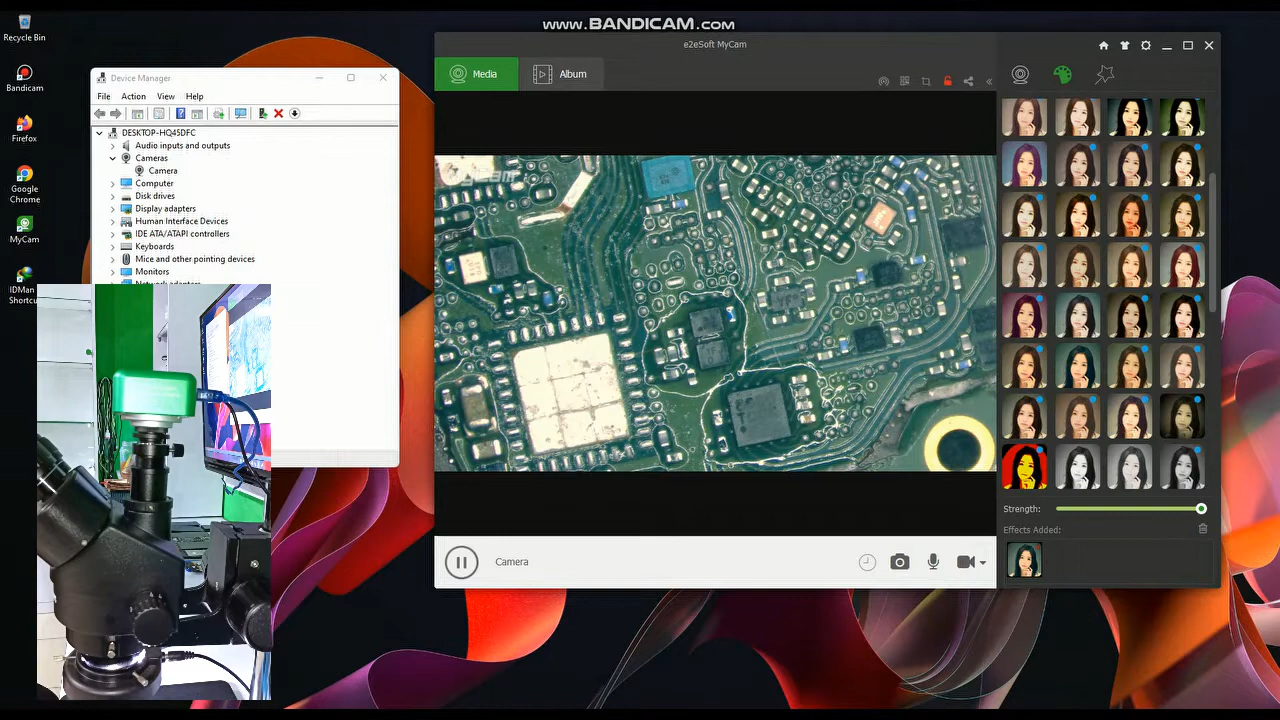 www.BANDICAM.com
Recycle Bin
Bandicam
Firefox
Google
Chrome
MyCam
IDMan
Shortcu
Device Manager
File Action View Help
DESKTOP-HQ45DFC
Audio inputs and outputs
Cameras
Camera
Computer
Disk drives
Display adapters
Human Interface Devices
IDE ATA/ATAPI controllers
Keyboards
Mice and other pointing devices
Monitors
Network adapters
e2eSoft MyCam
Media
Album
Camera
Strength:
Effects Added: